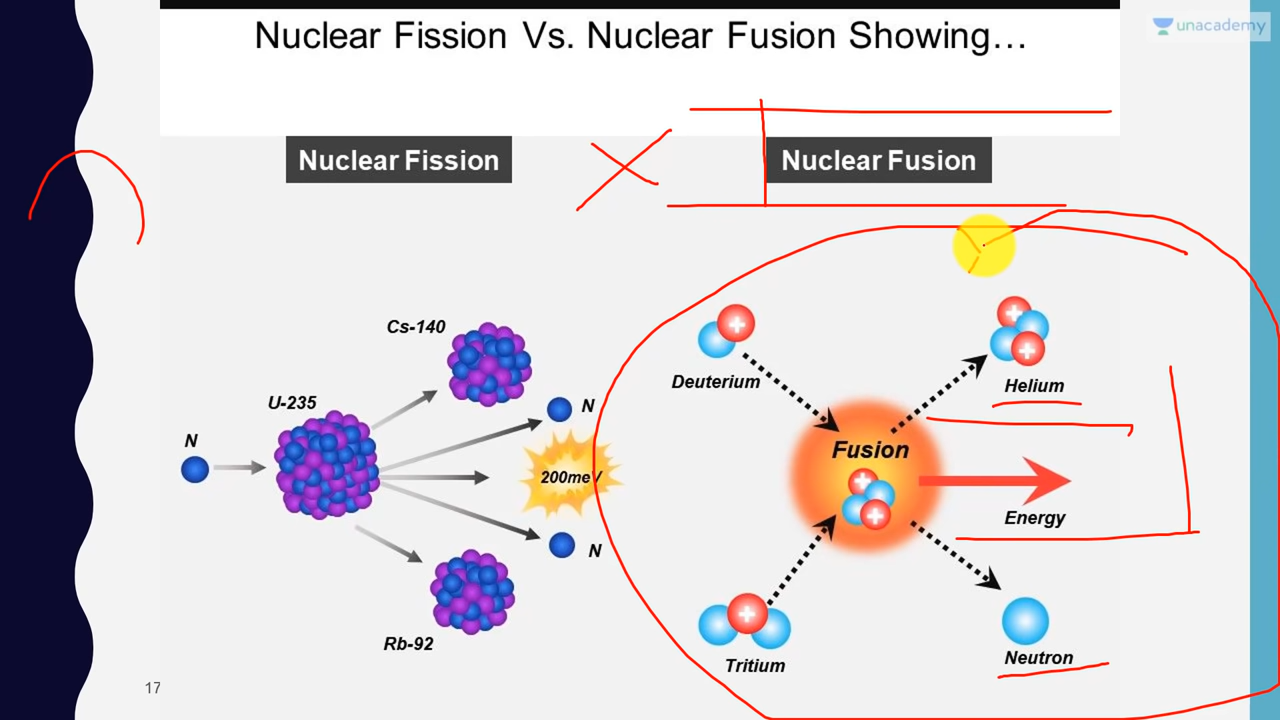 Nuclear Fission Vs. Nuclear Fusion Showing…
unacademy
Nuclear Fission
Nuclear Fusion
Cs-140
U-235
N
N
200meV
N
Rb-92
Deuterium
Helium
Fusion
Energy
Tritium
Neutron
17